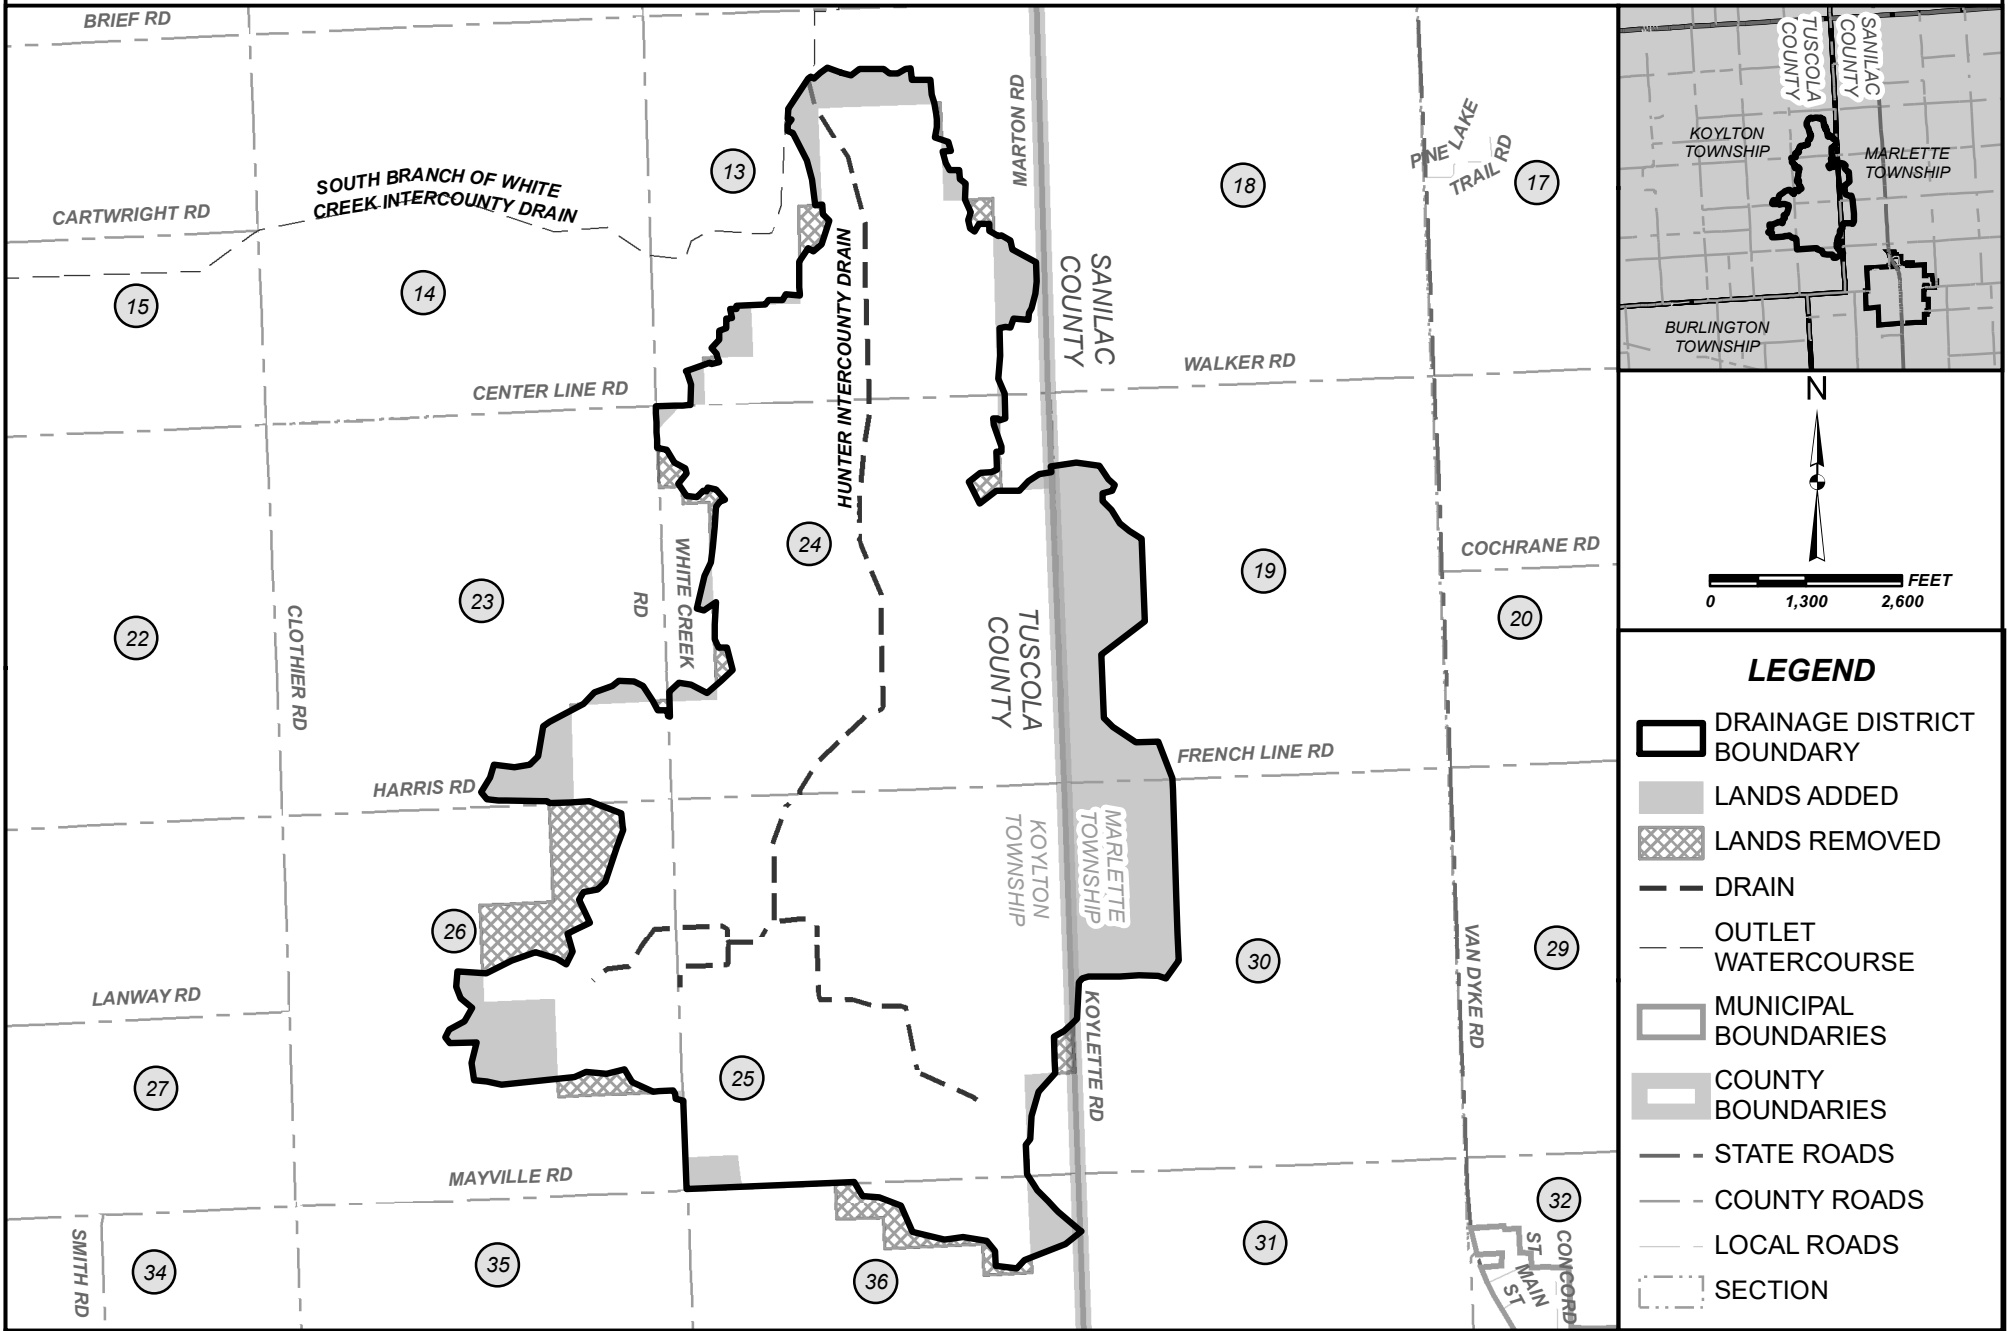 BRIEF RD
MARTON RD
PINE LAKE
TRAIL RD
13
18
17
SOUTH BRANCH OF WHITE
CREEK INTERCOUNTY DRAIN
CARTWRIGHT RD
HUNTER INTERCOUNTY DRAIN
15
14
SANILAC
COUNTY
CENTER LINE RD
WALKER RD
24
19
COCHRANE RD
WHITE CREEK
RD
23
22
20
CLOTHIER RD
TUSCOLA
COUNTY
HARRIS RD
FRENCH LINE RD
KOYLTON
TOWNSHIP
MARLETTE
TOWNSHIP
26
30
29
VAN DYKE RD
LANWAY RD
KOYLETTE RD
27
25
MAYVILLE RD
32
SMITH RD
34
35
36
31
ST
MAIN
ST
CONCORD
TUSCOLA
COUNTY
SANILAC
COUNTY
KOYLTON
TOWNSHIP
MARLETTE
TOWNSHIP
BURLINGTON
TOWNSHIP
N
FEET
0 1,300 2,600
LEGEND
DRAINAGE DISTRICT
BOUNDARY
LANDS ADDED
LANDS REMOVED
DRAIN
OUTLET
WATERCOURSE
MUNICIPAL
BOUNDARIES
COUNTY
BOUNDARIES
STATE ROADS
COUNTY ROADS
LOCAL ROADS
SECTION